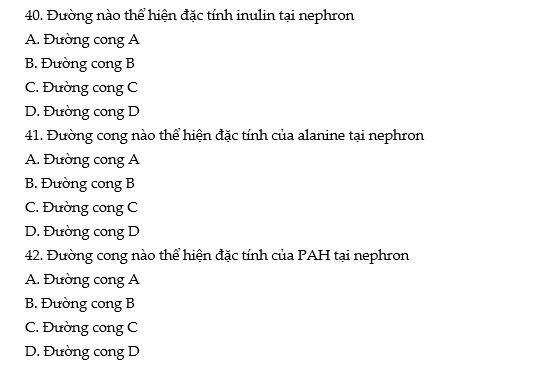 40. Đường nào thể hiện đặc tính inulin tại nephron
A. Đường cong A
B. Đường cong B
C. Đường cong C
D. Đường cong D
41. Đường cong nào thể hiện đặc tính của alanine tại nephron
A. Đường cong A
B. Đường cong B
C. Đường cong C
D. Đường cong D
42. Đường cong nào thể hiện đặc tính của PAH tại nephron
A. Đường cong A
B. Đường cong B
C. Đường cong C
D. Đường cong D